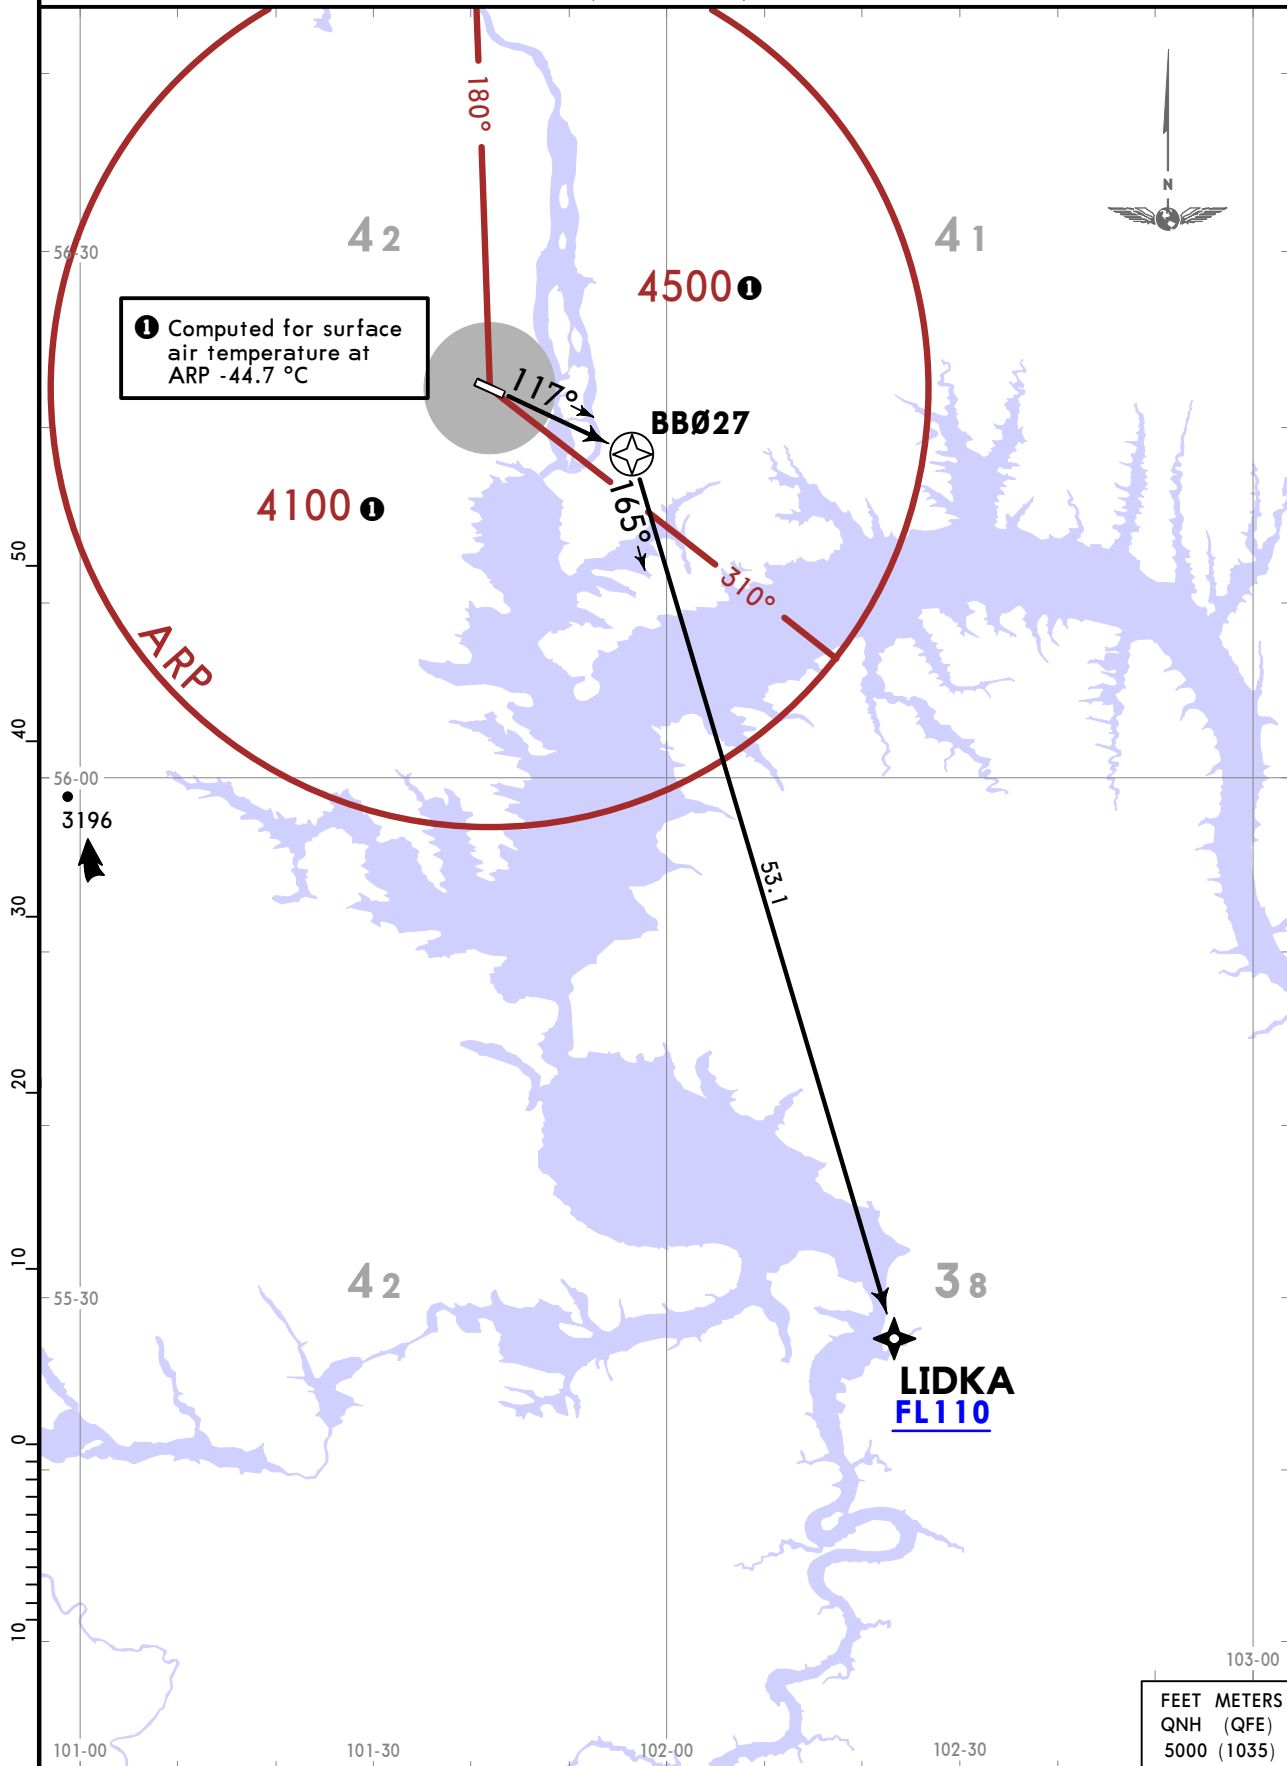 180°
N
42
41
56-30
4500 ❶
❶ Computed for surface
air temperature at
ARP -44.7 °C
117°
BBØ27
4100 ❶
165°
50
310°
ARP
40
56-00
3196
53.1
30
20
10
42
38
55-30
LIDKA
FL110
0
10
103-00
FEET METERS
QNH (QFE)
5000 (1035)
101-00
101-30
102-00
102-30